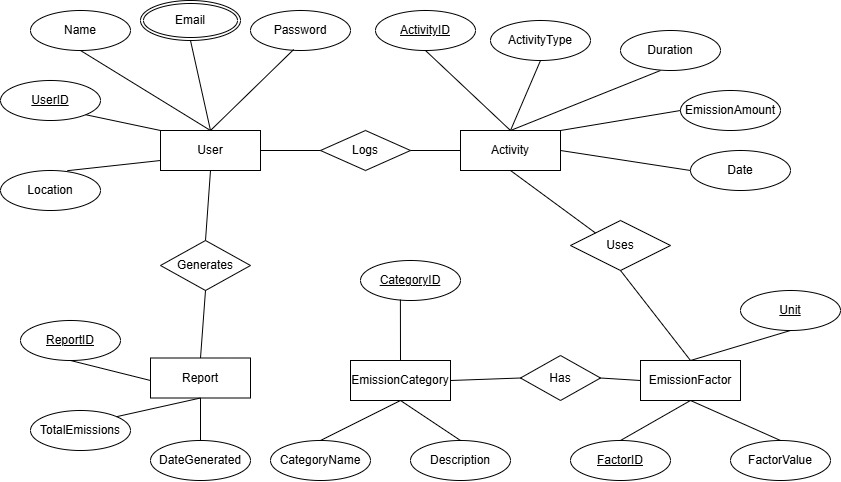 Name
Email
Password
ActivityID
ActivityType
Duration
UserID
EmissionAmount
User
Logs
Activity
Date
Location
Uses
Generates
CategoryID
Unit
ReportID
Report
EmissionCategory
Has
EmissionFactor
TotalEmissions
DateGenerated
CategoryName
Description
FactorID
FactorValue